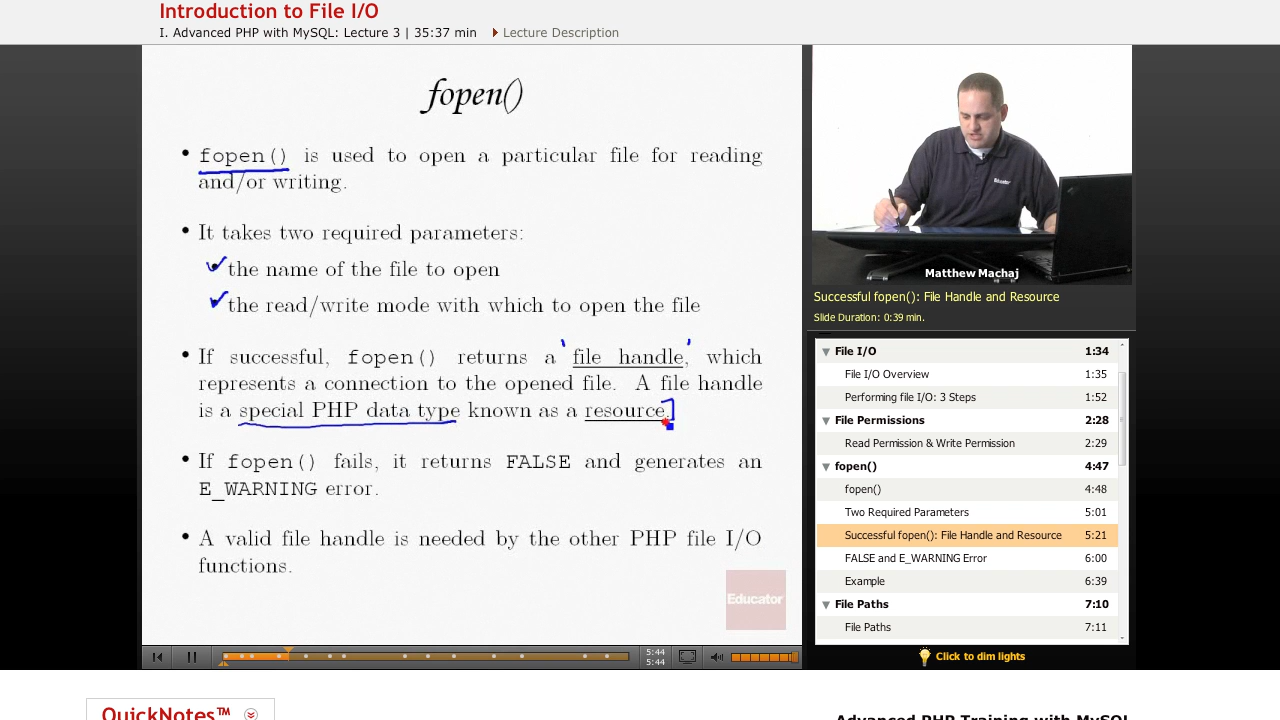 Introduction to File I/O
I. Advanced PHP with MySQL: Lecture 3 | 35:37 min
Lecture Description
fopen()
• fopen() is used to open a particular file for reading
and/or writing.
• It takes two required parameters:
the name of the file to open
the read/write mode with which to open the file
• If successful, fopen() returns a 'file handle,' which
represents a connection to the opened file. A file handle
is a special PHP data type known as a resource.
• If fopen() fails, it returns FALSE and generates an
E_WARNING error.
• A valid file handle is needed by the other PHP file I/O
functions.
Educator
5:44
5:44
Educator
Matthew Machaj
Successful fopen(): File Handle and Resource
Slide Duration: 0:39 min.
File I/O 1:34
File I/O Overview 1:35
Performing file I/O: 3 Steps 1:52
File Permissions 2:28
Read Permission & Write Permission 2:29
fopen() 4:47
fopen() 4:48
Two Required Parameters 5:01
Successful fopen(): File Handle and Resource 5:21
FALSE and E_WARNING Error 6:00
Example 6:39
File Paths 7:10
File Paths 7:11
Click to dim lights
QuickNotes™
Advanced PHP Training with MySQL